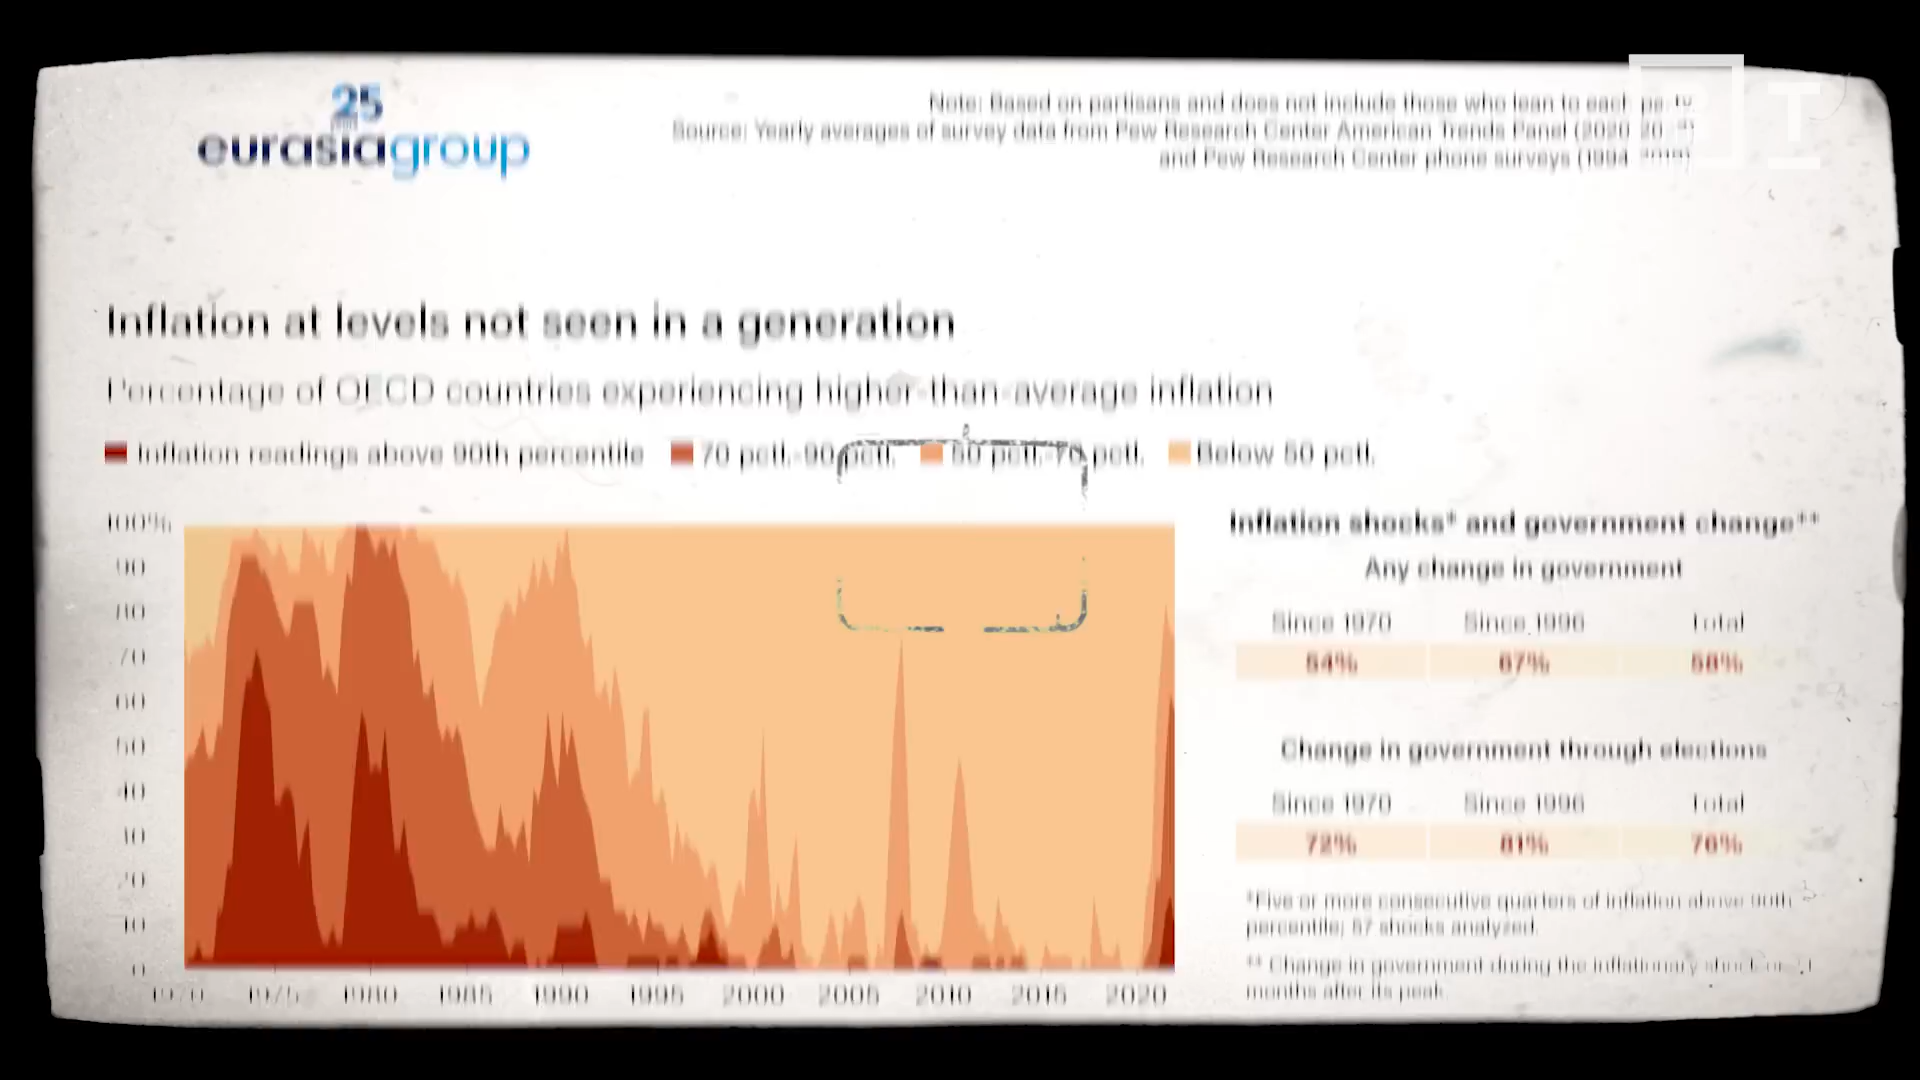 25
eurasiagroup
Note: Based on partisans and does not include those who lean to each party
Source: Yearly averages of survey data from Pew Research Center American Trends Panel (2020
and Pew Research Center phone surveys (1994
T
Inflation at levels not seen in a generation
Percentage of OECD countries experiencing higher-than-average inflation
Inflation readings above 90th percentile 70 pctl.-90 pctl. 50 pctl.-70 pctl. Below 50 pctl.
100%
90
80
70
60
50
40
30
20
10
0
1970 1975 1980 1985 1990 1995 2000 2005 2010 2015 2020
Inflation shocks* and government change**
Any change in government
Since 1970 Since 1996 Total
54% 67% 58%
Change in government through elections
Since 1970 Since 1996 Total
72% 81% 76%
*Five or more consecutive quarters of inflation above 90th
percentile; 57 shocks analyzed.
** Change in government during the inflationary shock or
months after its peak.